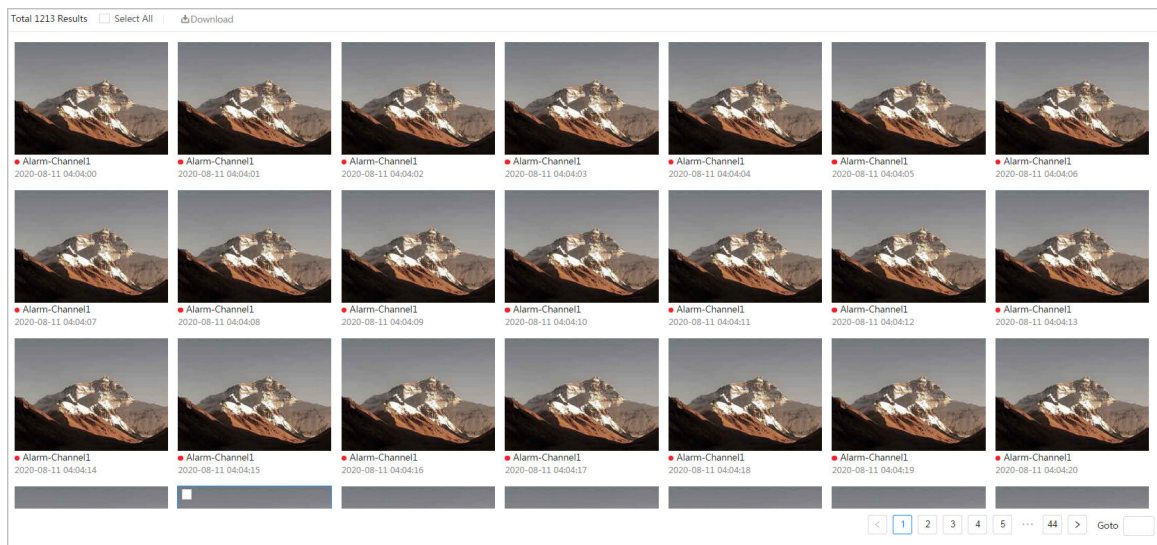 Total 1213 Results Select All Download
Alarm-Channel1 Alarm-Channel1 Alarm-Channel1 Alarm-Channel1 Alarm-Channel1 Alarm-Channel1 Alarm-Channel1
2020-08-11 04:04:00 2020-08-11 04:04:01 2020-08-11 04:04:02 2020-08-11 04:04:03 2020-08-11 04:04:04 2020-08-11 04:04:05 2020-08-11 04:04:06
Alarm-Channel1 Alarm-Channel1 Alarm-Channel1 Alarm-Channel1 Alarm-Channel1 Alarm-Channel1 Alarm-Channel1
2020-08-11 04:04:07 2020-08-11 04:04:08 2020-08-11 04:04:09 2020-08-11 04:04:10 2020-08-11 04:04:11 2020-08-11 04:04:12 2020-08-11 04:04:13
Alarm-Channel1 Alarm-Channel1 Alarm-Channel1 Alarm-Channel1 Alarm-Channel1 Alarm-Channel1 Alarm-Channel1
2020-08-11 04:04:14 2020-08-11 04:04:15 2020-08-11 04:04:16 2020-08-11 04:04:17 2020-08-11 04:04:18 2020-08-11 04:04:19 2020-08-11 04:04:20
< 1 2 3 4 5 ··· 44 > Goto